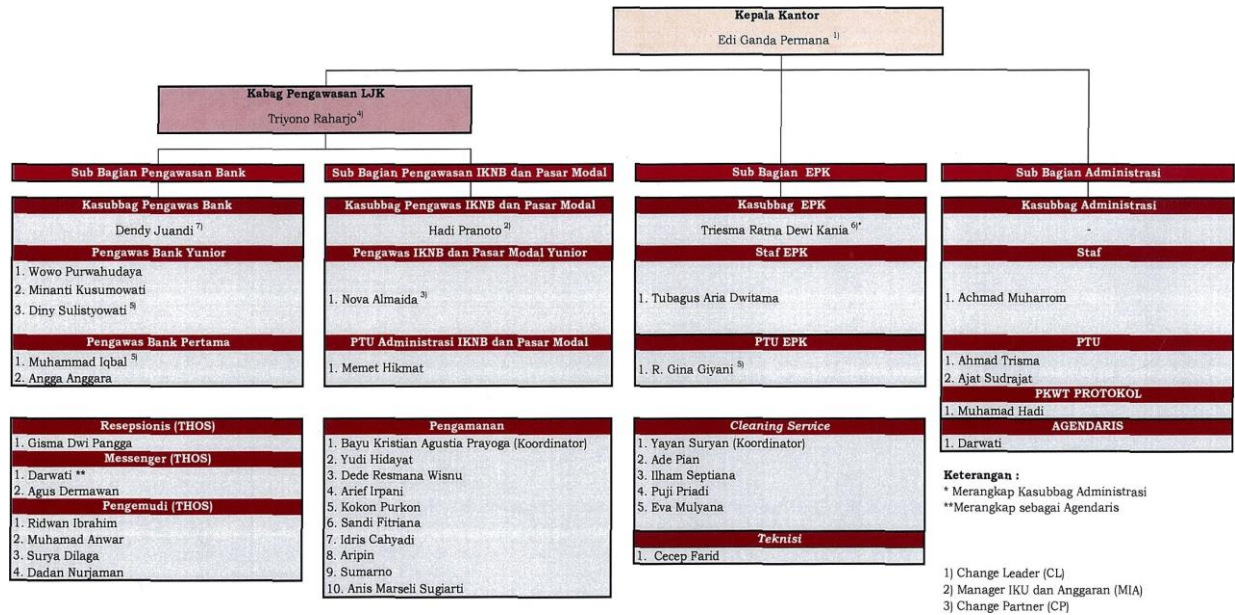 Kepala Kantor
Edi Ganda Permana 1)
Kabag Pengawasan LJK
Triyono Raharjo 4)
Sub Bagian Pengawasan Bank
Kasubbag Pengawas Bank
Dendy Juandi 7)
Pengawas Bank Yunior
1. Wowo Purwahudaya
2. Minanti Kusumowati
3. Diny Sulistyowati 5)
Pengawas Bank Pertama
1. Muhammad Iqbal 5)
2. Angga Anggara
Sub Bagian Pengawasan IKNB dan Pasar Modal
Kasubbag Pengawas IKNB dan Pasar Modal
Hadi Pranoto 2)
Pengawas IKNB dan Pasar Modal Yunior
1. Nova Almaida 3)
PTU Administrasi IKNB dan Pasar Modal
1. Memet Hikmat
Sub Bagian EPK
Kasubbag EPK
Triesma Ratna Dewi Kania 6)*
Staf EPK
1. Tubagus Aria Dwitama
PTU EPK
1. R. Gina Giyani 5)
Sub Bagian Administrasi
Kasubbag Administrasi
-
Staf
1. Achmad Muharrom
PTU
1. Ahmad Trisma
2. Ajat Sudrajat
PKWT PROTOKOL
1. Muhamad Hadi
AGENDARIS
1. Darwati
Resepsionis (THOS)
1. Gisma Dwi Pangga
Messenger (THOS)
1. Darwati **
2. Agus Dermawan
Pengemudi (THOS)
1. Ridwan Ibrahim
2. Muhamad Anwar
3. Surya Dilaga
4. Dadan Nurjaman
Pengamanan
1. Bayu Kristian Agustia Prayoga (Koordinator)
2. Yudi Hidayat
3. Dede Resmana Wisnu
4. Arief Irpani
5. Kokon Purkon
6. Sandi Fitriana
7. Idris Cahyadi
8. Aripin
9. Sumarno
10. Anis Marseli Sugiarti
Cleaning Service
1. Yayan Suryan (Koordinator)
2. Ade Pian
3. Ilham Septiana
4. Puji Priadi
5. Eva Mulyana
Teknisi
1. Cecep Farid
Keterangan :
* Merangkap Kasubbag Administrasi
**Merangkap sebagai Agendaris
1) Change Leader (CL)
2) Manager IKU dan Anggaran (MIA)
3) Change Partner (CP)